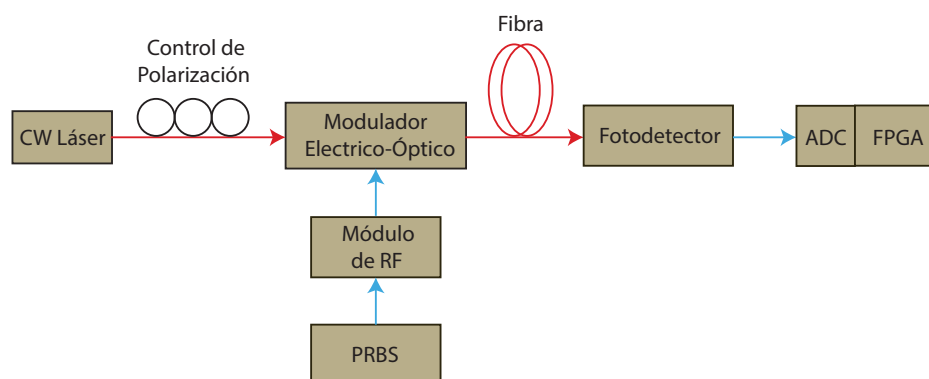 Fibra
Control de
Polarización
CW Láser
Modulador
Electrico-Óptico
Fotodetector
ADC
FPGA
Módulo
de RF
PRBS